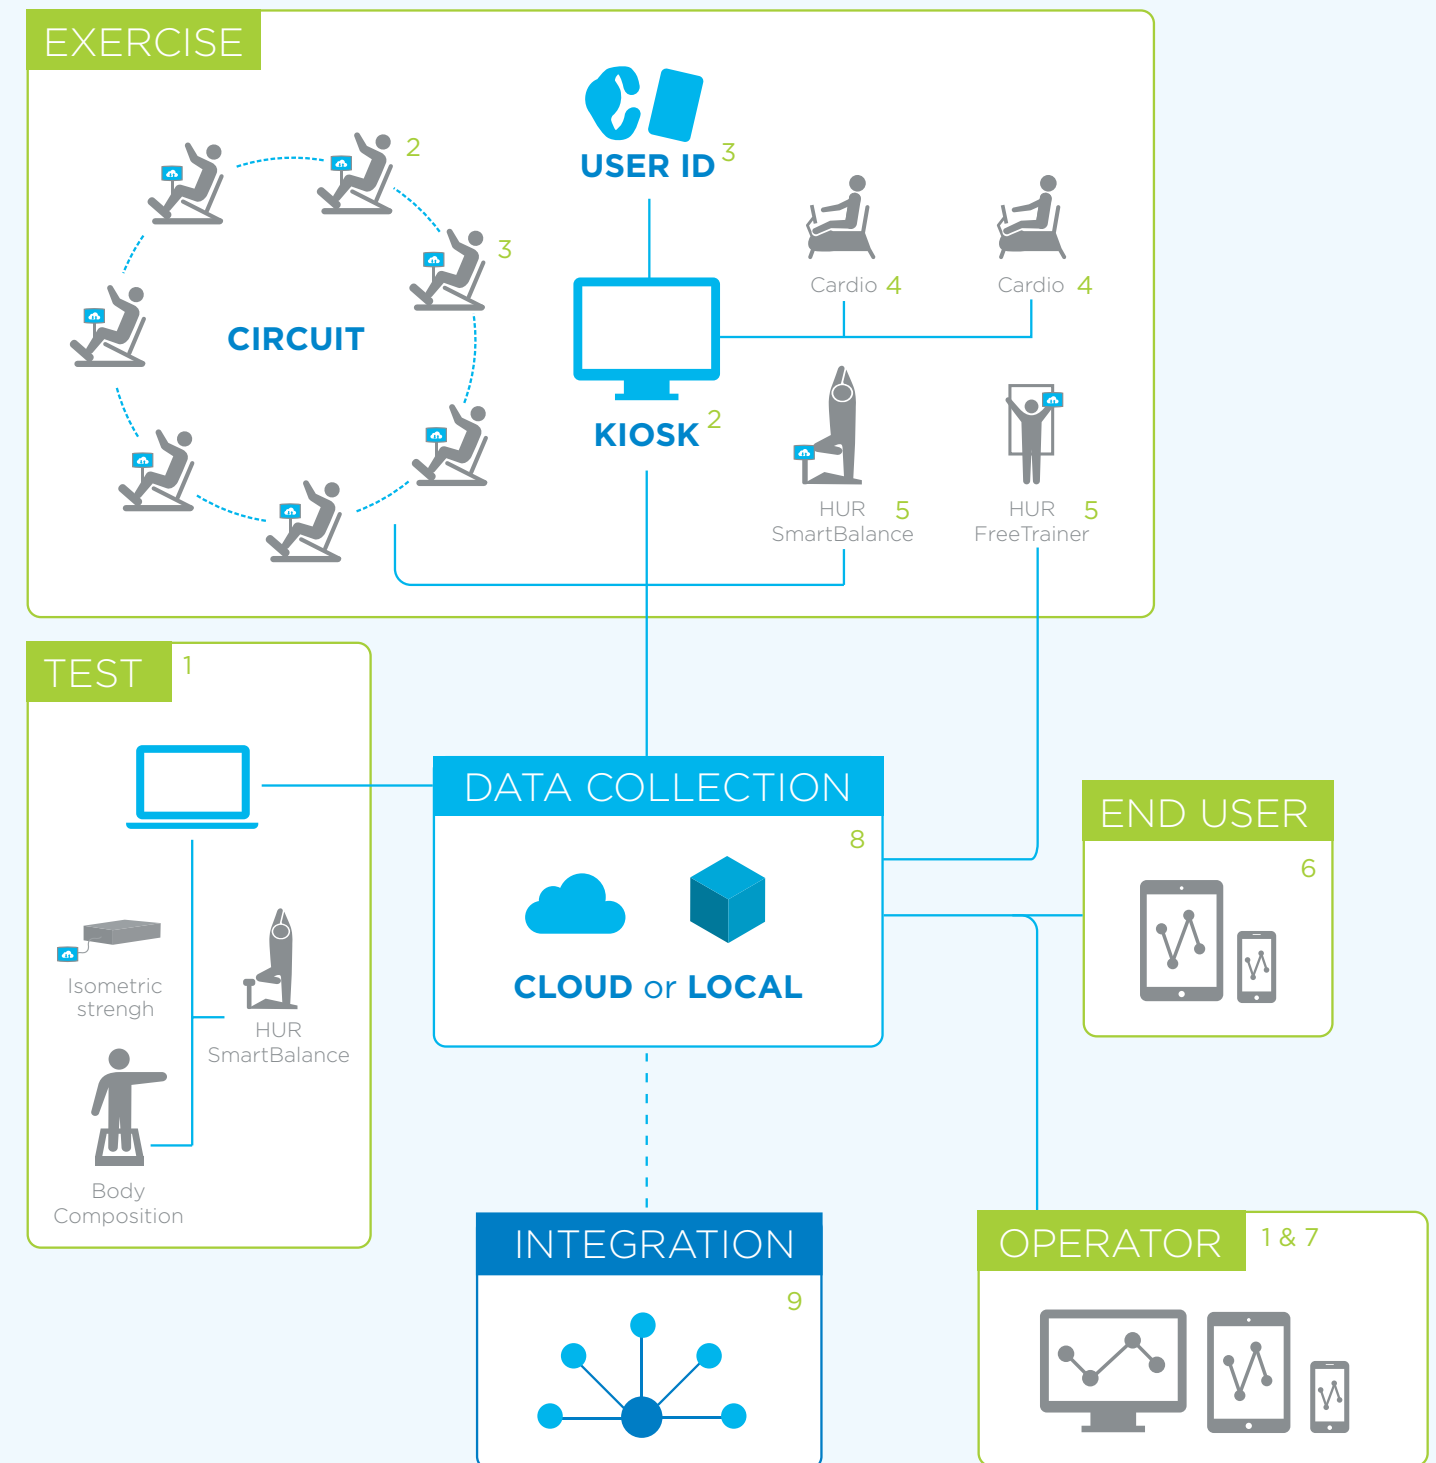 EXERCISE
2
3
CIRCUIT
USER ID 3
KIOSK 2
Cardio 4
Cardio 4
HUR 5
SmartBalance
HUR 5
FreeTrainer
TEST 1
Isometric
strengh
HUR
SmartBalance
Body
Composition
DATA COLLECTION
8
CLOUD or LOCAL
END USER
6
INTEGRATION
9
OPERATOR 1 & 7